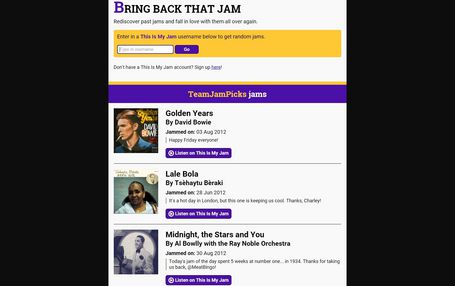 BRING BACK THAT JAM
Rediscover past jams and fall in love with them all over again.
Enter in a This Is My Jam username below to get random jams.
Type in username
Go
Don't have a This Is My Jam account? Sign up here!
TeamJamPicks jams
Golden Years
By David Bowie
Jammed on: 03 Aug 2012
Happy Friday everyone!
Listen on This Is My Jam
Lale Bola
By Tsèhaytu Bèraki
Jammed on: 28 Jun 2012
It's a hot day in London, but this one is keeping us cool. Thanks, Charley!
Listen on This Is My Jam
Midnight, the Stars and You
By Al Bowlly with the Ray Noble Orchestra
Jammed on: 30 Aug 2012
Today's jam of the day spent 5 weeks at number one... in 1934. Thanks for taking
us back, @MeatBingo!
Listen on This Is My Jam